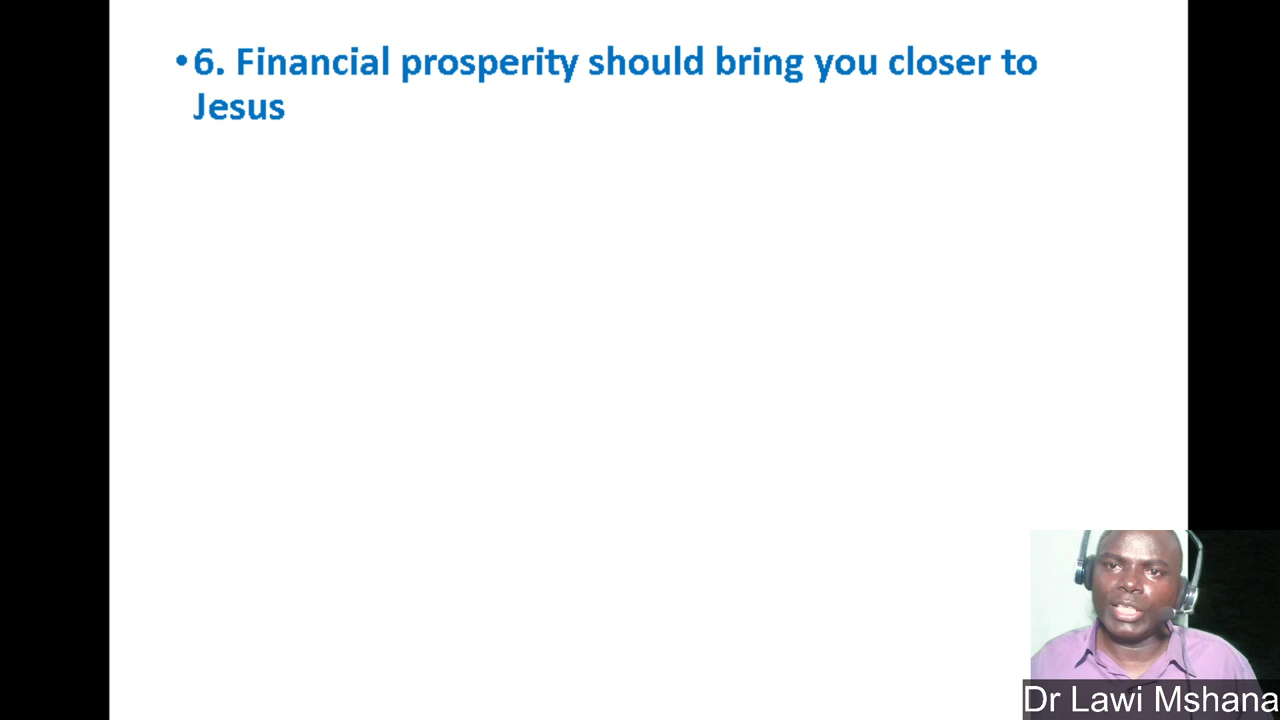 •6. Financial prosperity should bring you closer to
Jesus
Dr Lawi Mshana